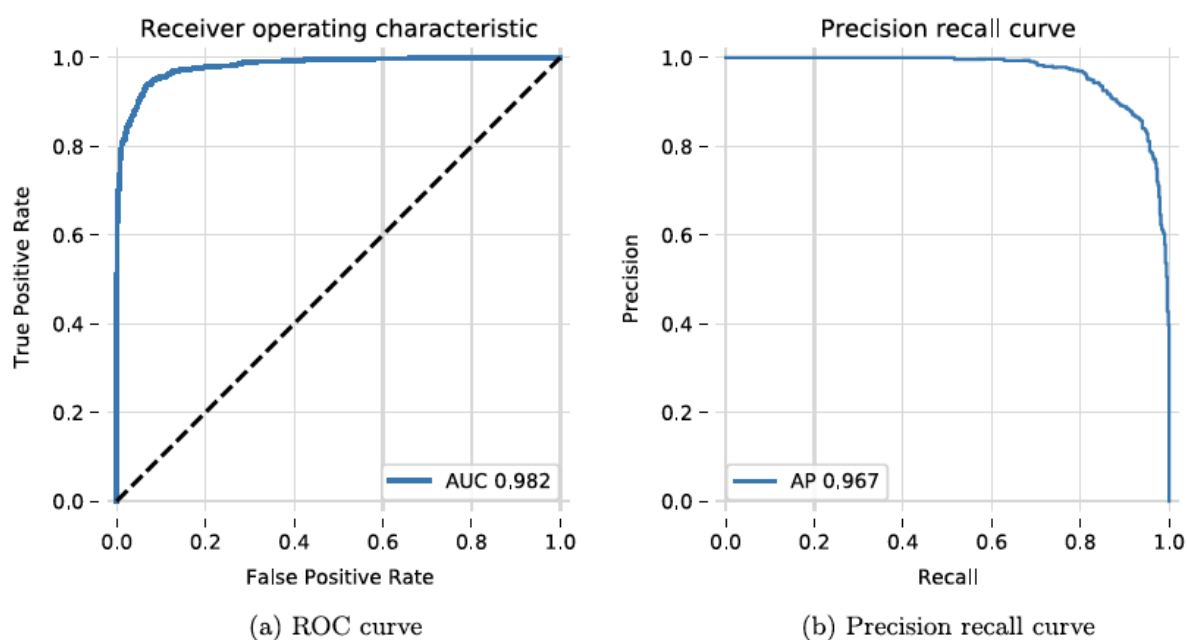 Receiver operating characteristic
1.0
0.8
0.6
0.4
0.2
0.0
True Positive Rate
AUC 0.982
0.0 0.2 0.4 0.6 0.8 1.0
False Positive Rate
(a) ROC curve
Precision recall curve
1.0
0.8
0.6
0.4
0.2
0.0
Precision
AP 0.967
0.0 0.2 0.4 0.6 0.8 1.0
Recall
(b) Precision recall curve